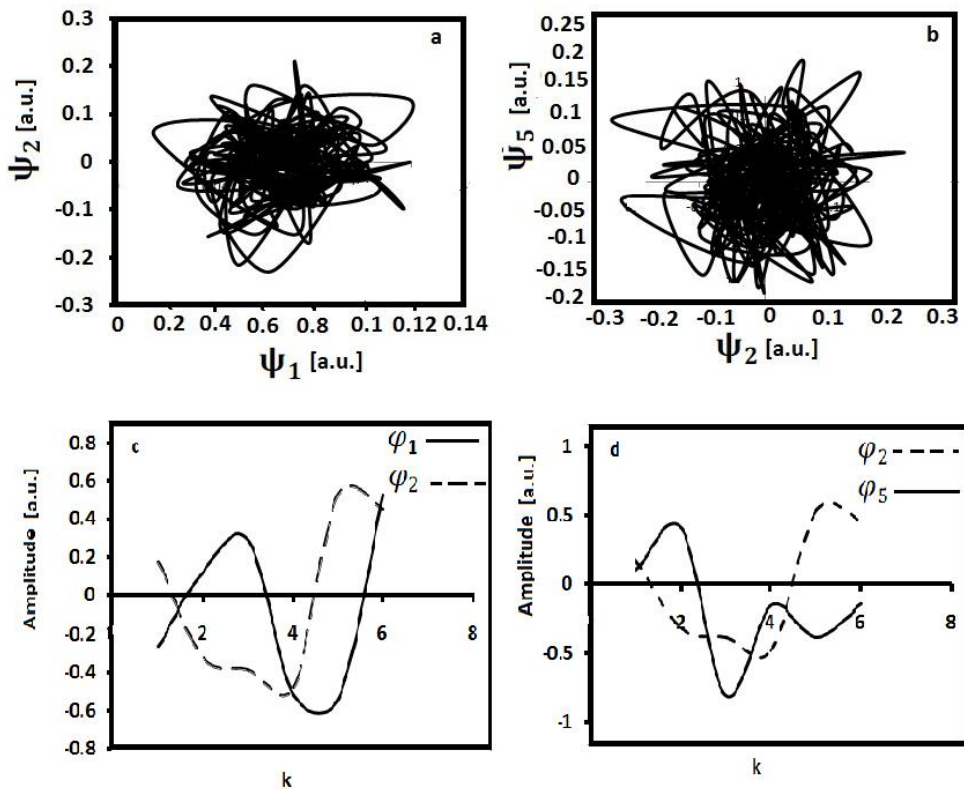 a
0.3
0.2
0.1
0
-0.1
-0.2
-0.3
ψ2 [a.u.]
0 0.2 0.4 0.6 0.8 0.1 0.12 0.14
ψ1 [a.u.]
b
0.25
0.2
0.15
0.1
0.05
0
-0.05
-0.1
-0.15
-0.2
ψ5 [a.u.]
-0.3 -0.2 -0.1 0 0.1 0.2 0.3
ψ2 [a.u.]
c
φ1
φ2
0.8
0.6
0.4
0.2
0
-0.2
-0.4
-0.6
-0.8
Amplitude [a.u.]
2 4 6 8
k
d
φ2
φ5
1
0.5
0
-0.5
-1
Amplitude [a.u.]
2 4 6 8
k